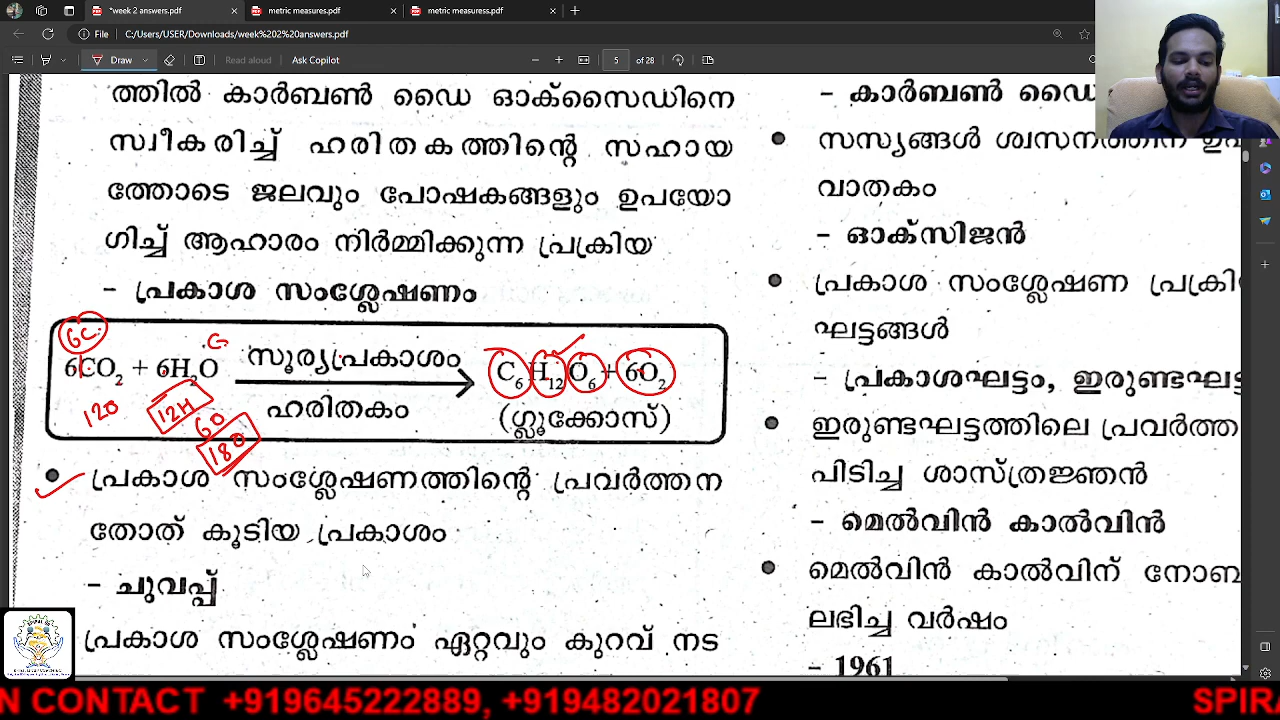 *week 2 answers.pdf
metric measures.pdf
metric measuress.pdf
File
C:/Users/USER/Downloads/week%202%20answers.pdf
Draw
Read aloud
Ask Copilot
5
of 28
ത്തിൽ കാർബൺ ഡൈ ഓക്സൈഡിനെ
സ്വീകരിച്ച് ഹരിതകത്തിന്റെ സഹായ
ത്തോടെ ജലവും പോഷകങ്ങളും ഉപയോ
ഗിച്ച് ആഹാരം നിർമ്മിക്കുന്ന പ്രക്രിയ
- പ്രകാശ സംശ്ലേഷണം
6C
6CO₂ + 6H₂O
സൂര്യപ്രകാശം
ഹരിതകം
C₆H₁₂O₆ + 6O₂
(ഗ്ലൂക്കോസ്)
12O
12H
6O
18O
പ്രകാശ സംശ്ലേഷണത്തിന്റെ പ്രവർത്തന
തോത് കൂടിയ പ്രകാശം
- ചുവപ്പ്
പ്രകാശ സംശ്ലേഷണം ഏറ്റവും കുറവ് നട
- കാർബൺ ഡൈ
സസ്യങ്ങൾ ശ്വസനത്തിന്
വാതകം
- ഓക്സിജൻ
പ്രകാശ സംശ്ലേഷണ പ്രക്രി
ഘട്ടങ്ങൾ
- പ്രകാശഘട്ടം, ഇരുണ്ടഘട്ട
ഇരുണ്ടഘട്ടത്തിലെ പ്രവർത്ത
പിടിച്ച ശാസ്ത്രജ്ഞൻ
- മെൽവിൻ കാൽവിൻ
മെൽവിൻ കാൽവിന് നോബ
ലഭിച്ച വർഷം
- 1961
N CONTACT +919645222889, +919482021807 SPIRA